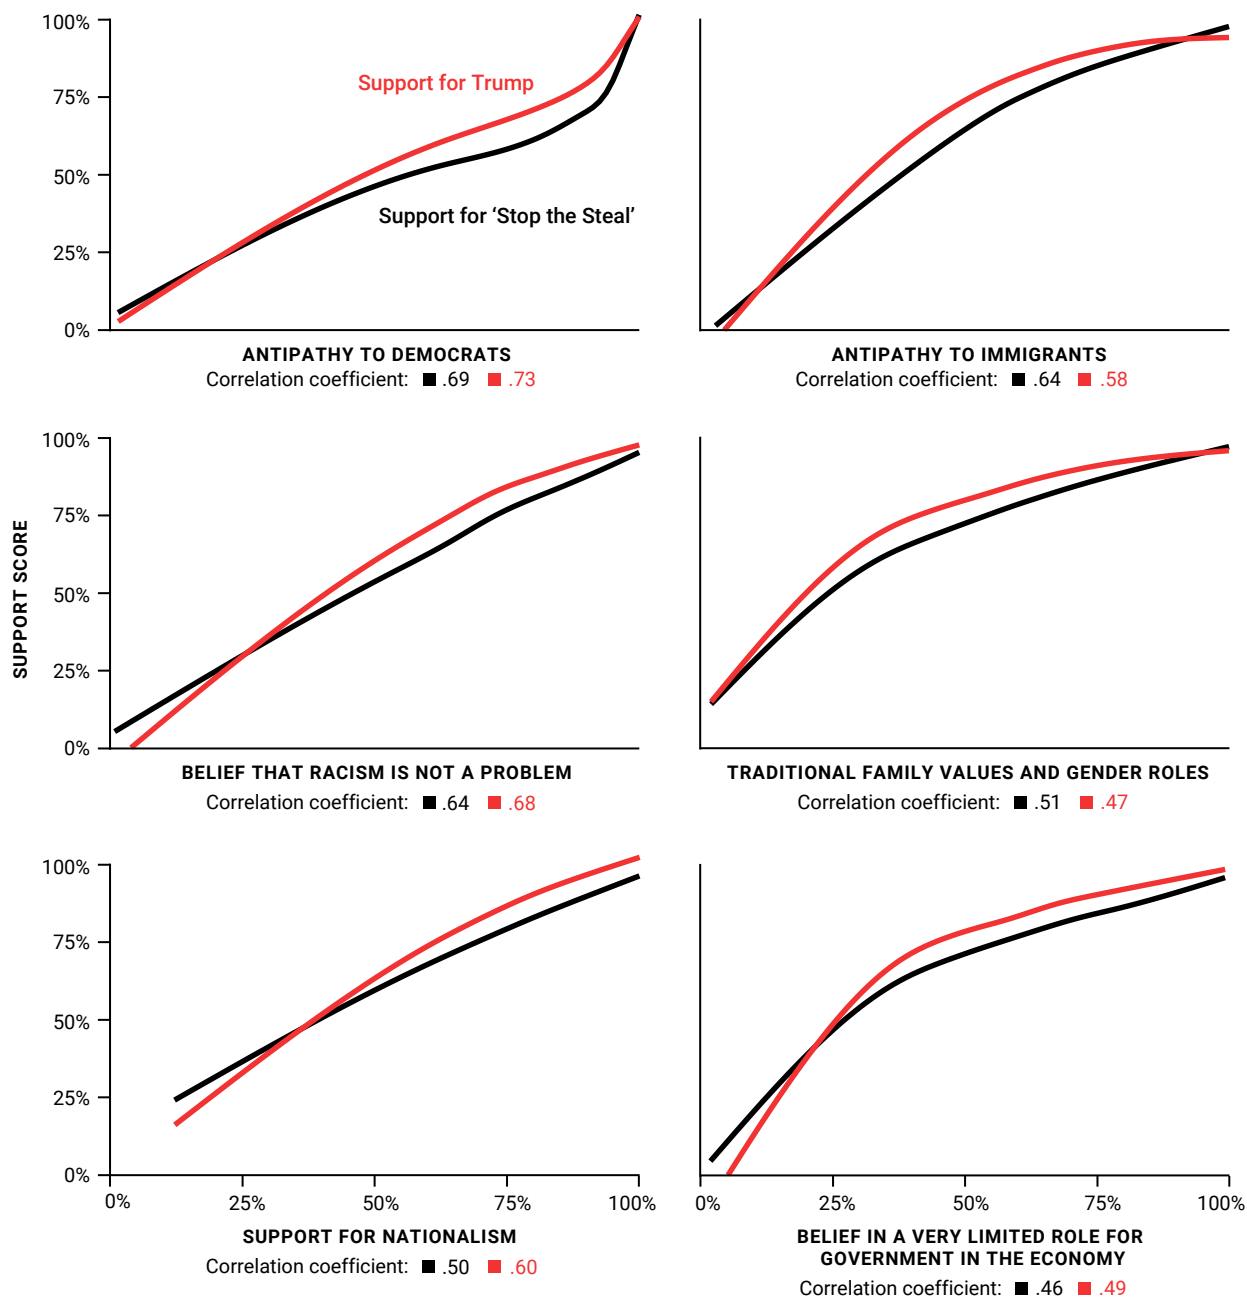 100%
75%
50%
25%
0%
Support for Trump
Support for ‘Stop the Steal’
ANTIPATHY TO DEMOCRATS
Correlation coefficient: .69 .73
ANTIPATHY TO IMMIGRANTS
Correlation coefficient: .64 .58
SUPPORT SCORE
100%
75%
50%
25%
0%
BELIEF THAT RACISM IS NOT A PROBLEM
Correlation coefficient: .64 .68
TRADITIONAL FAMILY VALUES AND GENDER ROLES
Correlation coefficient: .51 .47
100%
75%
50%
25%
0%
0% 25% 50% 75% 100%
SUPPORT FOR NATIONALISM
Correlation coefficient: .50 .60
0% 25% 50% 75% 100%
BELIEF IN A VERY LIMITED ROLE FOR
GOVERNMENT IN THE ECONOMY
Correlation coefficient: .46 .49